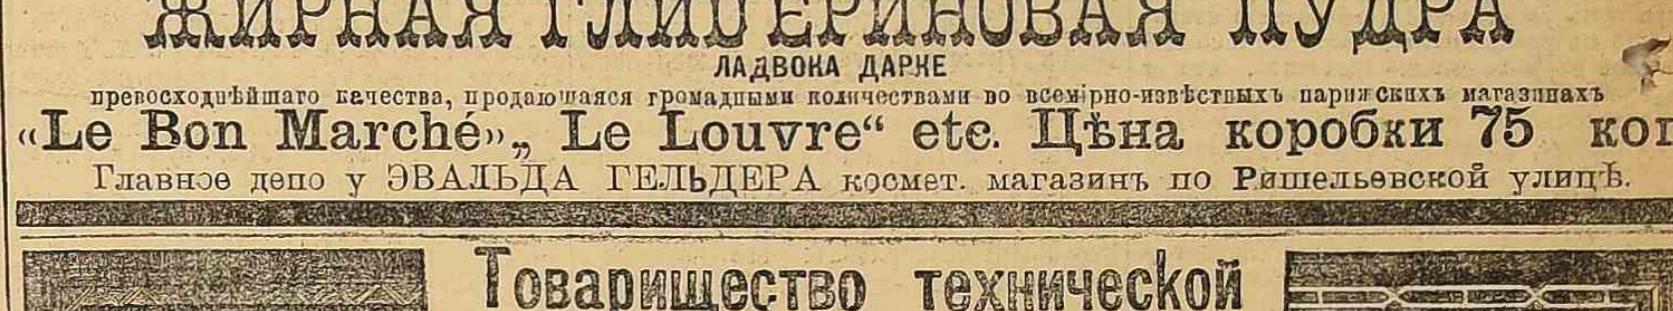 ЖИРНАЯ ГЛИЦЕРИНОВАЯ ПУДРА
ЛАДВОКА ДАРКЕ
превосходнѣйшаго качества, продающаяся громадными количествами во всемірно-извѣстныхъ парижскихъ магазинахъ
«Le Bon Marché»„ Le Louvre“ etc. Цѣна коробки 75 коп
Главное депо у ЭВАЛЬДА ГЕЛЬДЕРА космет. магазинъ по Ришельевской улицѣ.
Товарищество технической